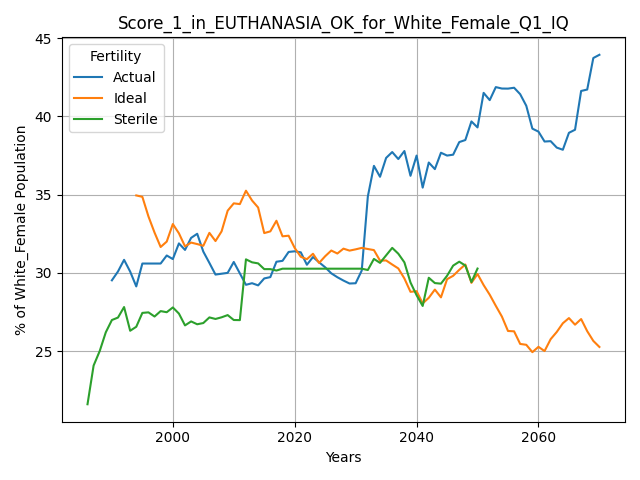 Score_1_in_EUTHANASIA_OK_for_White_Female_Q1_IQ
45
40
35
30
25
% of White_Female Population
Fertility
Actual
Ideal
Sterile
2000
2020
2040
2060
Years